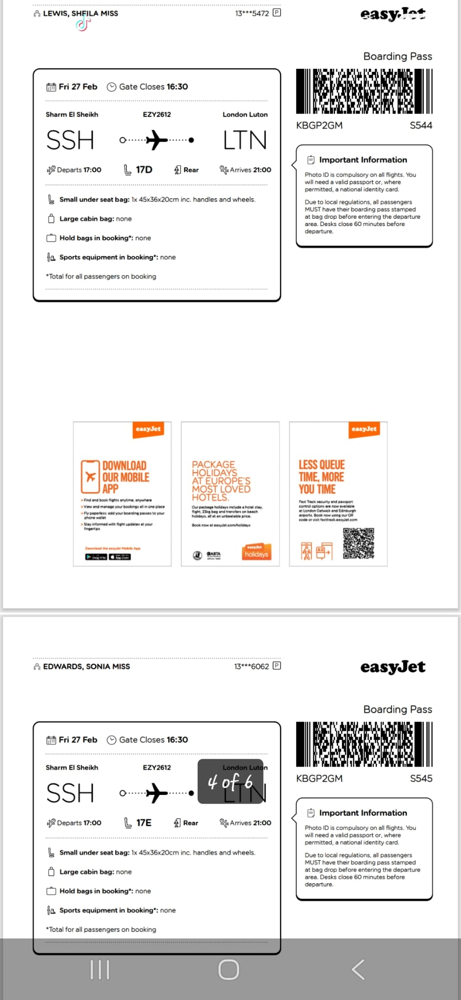 LEWIS, SHEILA MISS 13***5472 P
easyJet
Boarding Pass
Fri 27 Feb Gate Closes 16:30
Sharm El Sheikh EZY2612 London Luton
SSH LTN
Departs 17:00 17D Rear Arrives 21:00
Small under seat bag: 1x 45x36x20cm inc. handles and wheels.
Large cabin bag: none
Hold bags in booking*: none
Sports equipment in booking*: none
*Total for all passengers on booking
KBGP2GM S544
Important Information
Photo ID is compulsory on all flights. You
will need a valid passport or, where
permitted, a national identity card.
Due to local regulations, all passengers
MUST have their boarding pass stamped
at bag drop before entering the departure
area. Desks close 60 minutes before
departure.
easyJet
DOWNLOAD
OUR MOBILE
APP
> Find and book flights anytime, anywhere
> View and manage your bookings all in one place
> Fly paperless: add your boarding passes to your
phone wallet
> Stay informed with flight updates at your
fingertips
Download the easyJet Mobile App
Google Play App Store
PACKAGE
HOLIDAYS
AT EUROPE'S
MOST LOVED
HOTELS.
Our package holidays include a hotel stay,
flight, 23kg bag and transfers on beach
holidays, all at an unbeatable price.
Book now at easyJet.com/holidays
ABTA
easyJet
holidays
easyJet
LESS QUEUE
TIME, MORE
YOU TIME
Fast Track security and passport
control options are now available
at London Gatwick and Edinburgh
airports. Book now using our QR
code or visit fasttrack.easyJet.com
EDWARDS, SONIA MISS 13***6062 P
easyJet
Boarding Pass
Fri 27 Feb Gate Closes 16:30
Sharm El Sheikh EZY2612 London Luton
SSH LTN
4 of 6
Departs 17:00 17E Rear Arrives 21:00
Small under seat bag: 1x 45x36x20cm inc. handles and wheels.
Large cabin bag: none
Hold bags in booking*: none
Sports equipment in booking*: none
*Total for all passengers on booking
KBGP2GM S545
Important Information
Photo ID is compulsory on all flights. You
will need a valid passport or, where
permitted, a national identity card.
Due to local regulations, all passengers
MUST have their boarding pass stamped
at bag drop before entering the departure
area. Desks close 60 minutes before
departure.